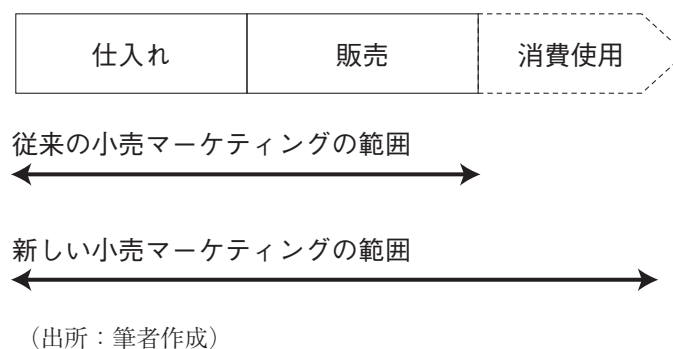 仕入れ 販売 消費使用
従来の小売マーケティングの範囲
新しい小売マーケティングの範囲
（出所：筆者作成）